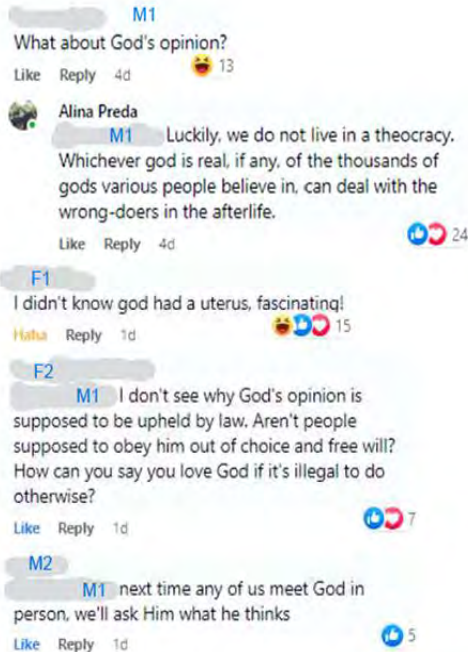 M1
What about God's opinion?
Like Reply 4d 13
Alina Preda
M1 Luckily, we do not live in a theocracy.
Whichever god is real, if any, of the thousands of
gods various people believe in, can deal with the
wrong-doers in the afterlife.
Like Reply 4d 24
F1
I didn't know god had a uterus, fascinating!
Haha Reply 1d 15
F2
M1 I don't see why God's opinion is
supposed to be upheld by law. Aren't people
supposed to obey him out of choice and free will?
How can you say you love God if it's illegal to do
otherwise?
Like Reply 1d 7
M2
M1 next time any of us meet God in
person, we'll ask Him what he thinks
Like Reply 1d 5